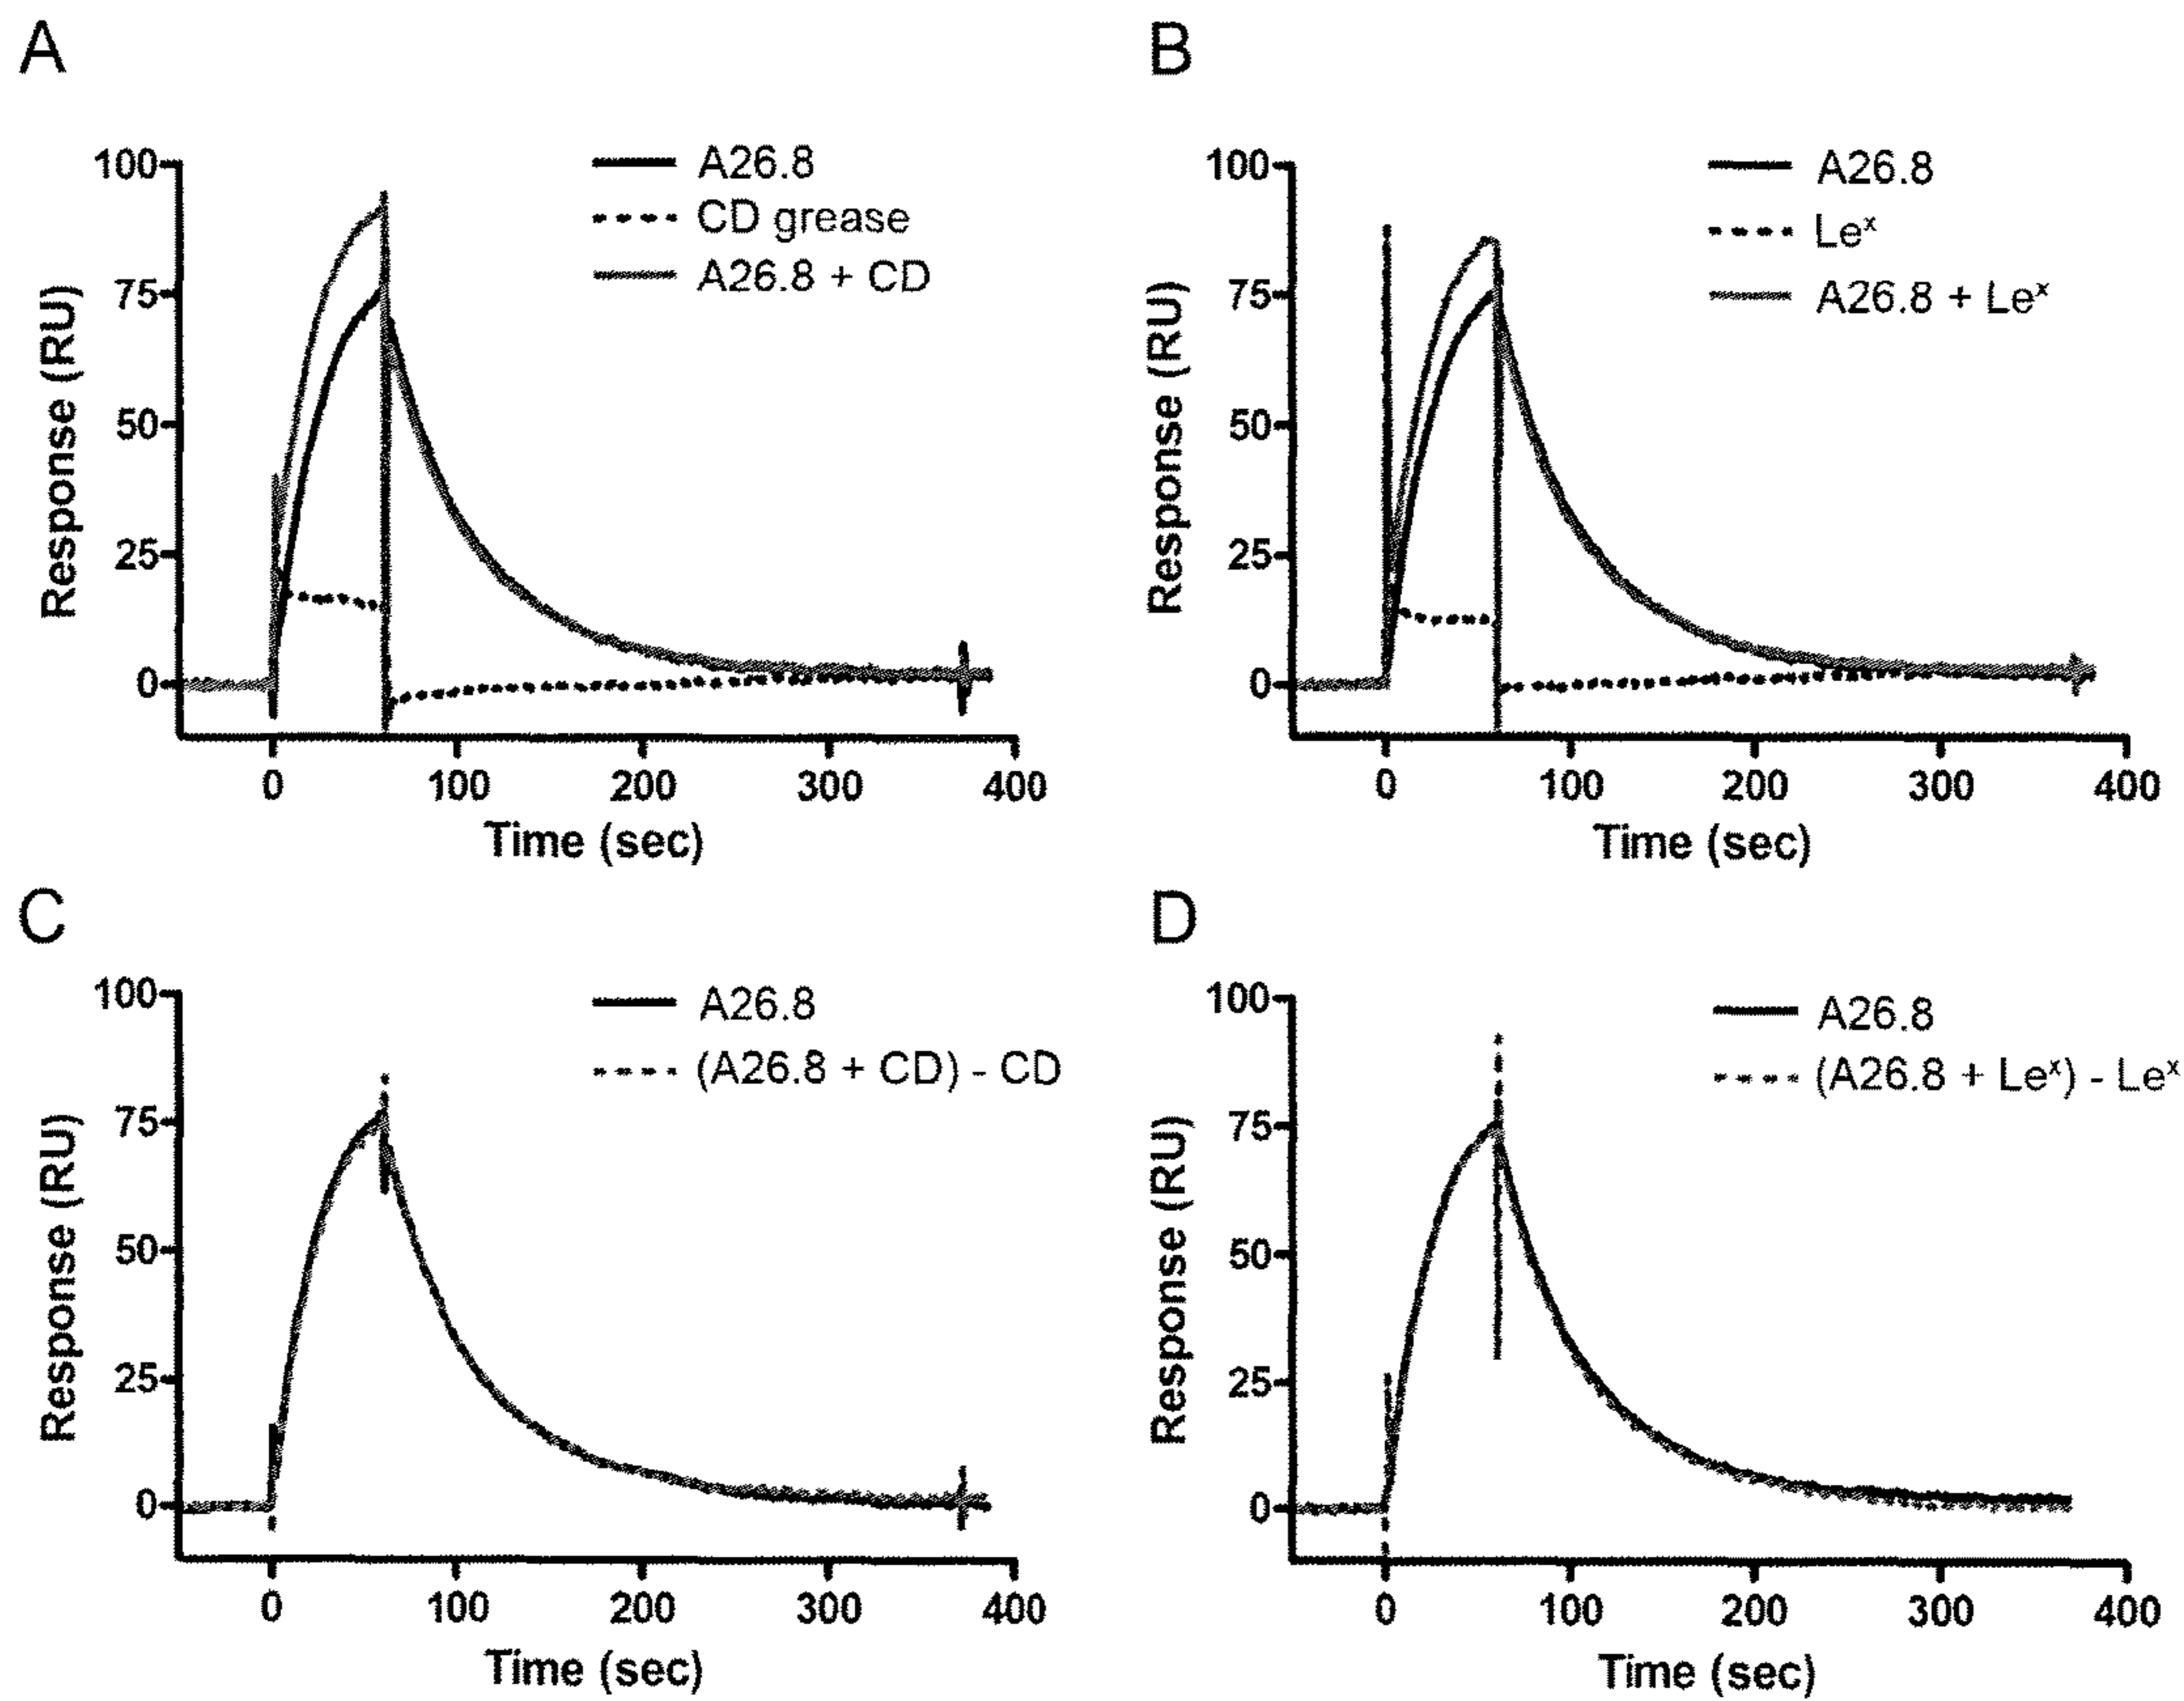 A
A26.8
CD grease
A26.8 + CD
100
75
50
25
0
Response (RU)
0 100 200 300 400
Time (sec)
B
A26.8
Leˣ
A26.8 + Leˣ
100
75
50
25
0
Response (RU)
0 100 200 300 400
Time (sec)
C
A26.8
(A26.8 + CD) - CD
100
75
50
25
0
Response (RU)
0 100 200 300 400
Time (sec)
D
A26.8
(A26.8 + Leˣ) - Leˣ
100
75
50
25
0
Response (RU)
0 100 200 300 400
Time (sec)